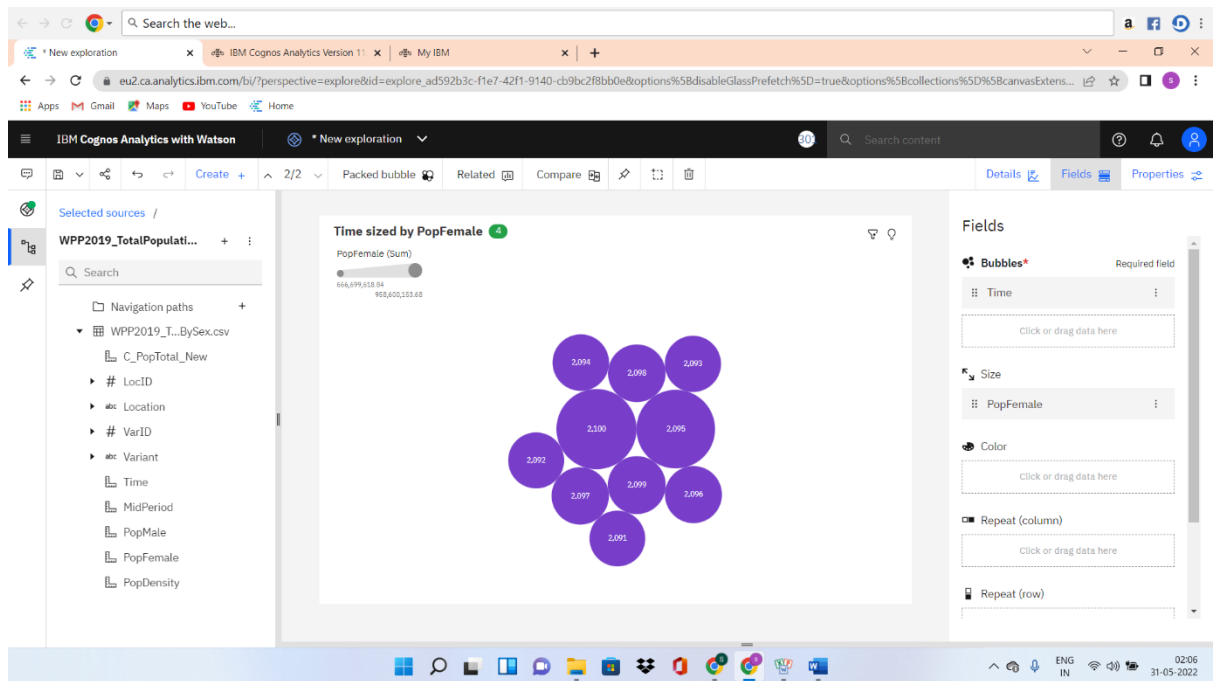 Search the web...
* New exploration
IBM Cognos Analytics Version 11
My IBM
eu2.ca.analytics.ibm.com/bi/?perspective=explore&id=explore_ad592b3c-f1e7-42f1-9140-cb9bc2f8bb0e&options%5BdisableGlassPrefetch%5D=true&options%5Bcollections%5D%5BcanvasExtens...
Apps Gmail Maps YouTube Home
IBM Cognos Analytics with Watson
* New exploration
Search content
Create + 2/2 Packed bubble Related Compare
Details Fields Properties
Selected sources /
WPP2019_TotalPopulati...
Search
Navigation paths
WPP2019_T...BySex.csv
C_PopTotal_New
# LocID
abc Location
# VarID
abc Variant
Time
MidPeriod
PopMale
PopFemale
PopDensity
Time sized by PopFemale 4
PopFemale (Sum)
666,699,618.84
958,600,153.68
2,094
2,098
2,093
2,100
2,095
2,092
2,097
2,099
2,096
2,091
Fields
Bubbles*
Required field
Time
Click or drag data here
Size
PopFemale
Color
Click or drag data here
Repeat (column)
Click or drag data here
Repeat (row)
ENG
IN
02:06
31-05-2022